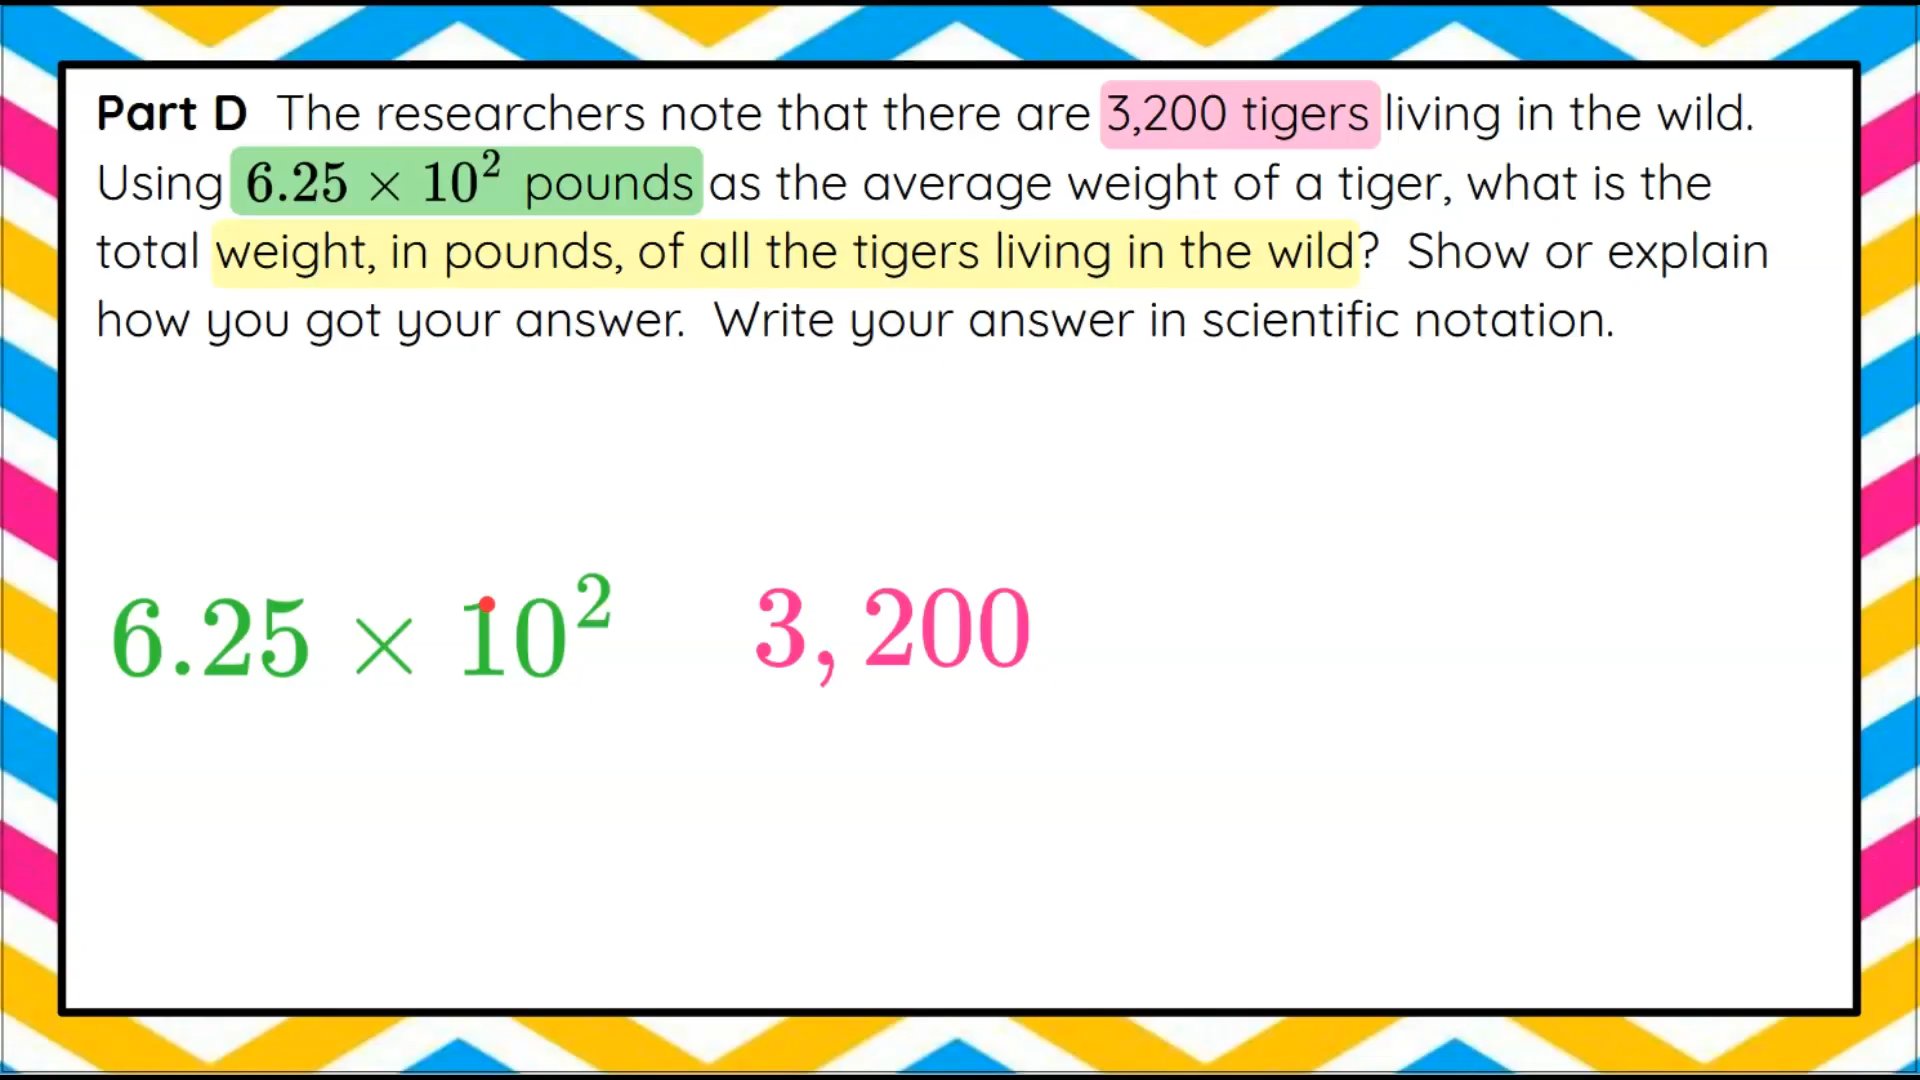 Part D The researchers note that there are 3,200 tigers living in the wild.
Using 6.25 × 10² pounds as the average weight of a tiger, what is the
total weight, in pounds, of all the tigers living in the wild? Show or explain
how you got your answer. Write your answer in scientific notation.
6.25 × 10² 3,200